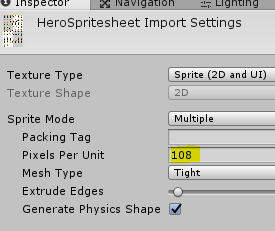 Inspector Navigation Lighting
HeroSpritesheet Import Settings
Texture Type Sprite (2D and UI)
Texture Shape 2D
Sprite Mode Multiple
Packing Tag
Pixels Per Unit 108
Mesh Type Tight
Extrude Edges
Generate Physics Shape